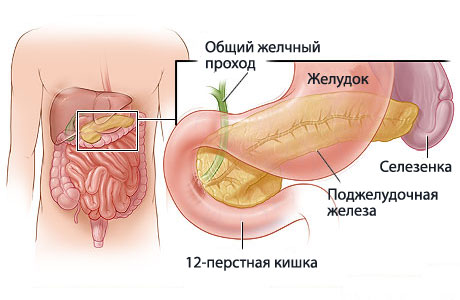 Общий желчный
проход
Желудок
Селезенка
Поджелудочная
железа
12-перстная кишка